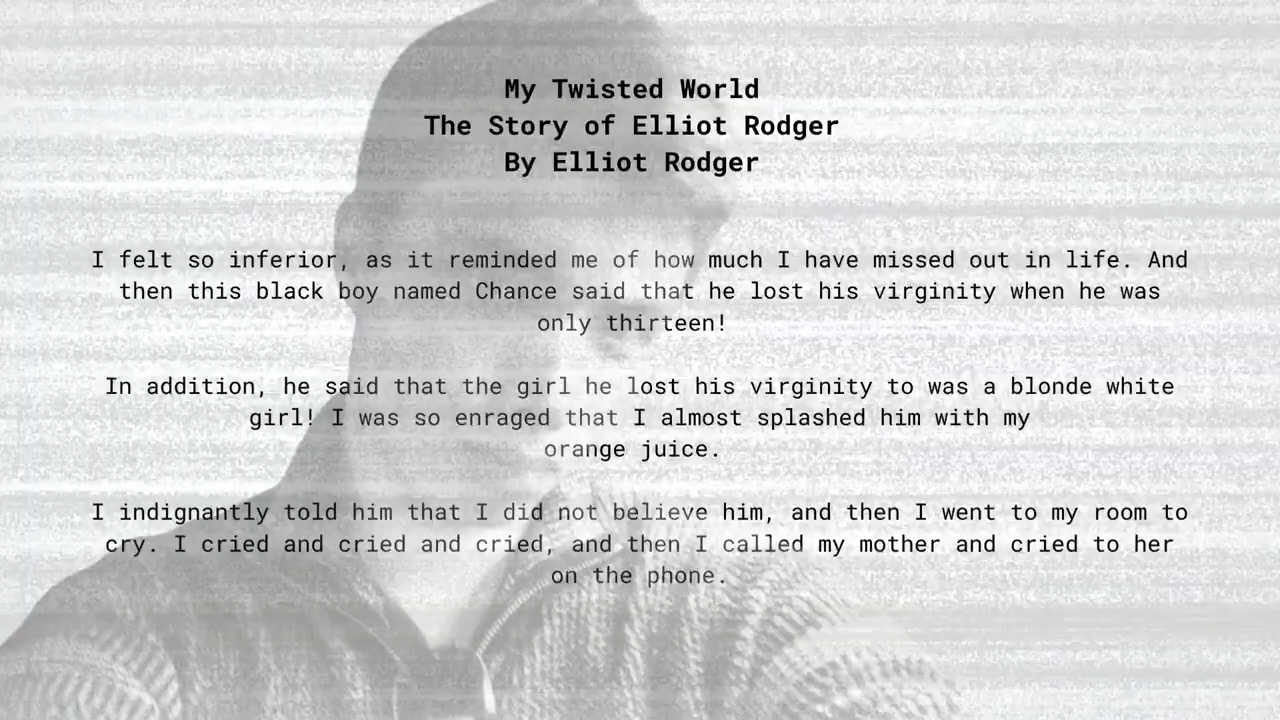 My Twisted World
The Story of Elliot Rodger
By Elliot Rodger
I felt so inferior, as it reminded me of how much I have missed out in life. And
then this black boy named Chance said that he lost his virginity when he was
only thirteen!
In addition, he said that the girl he lost his virginity to was a blonde white
girl! I was so enraged that I almost splashed him with my
orange juice.
I indignantly told him that I did not believe him, and then I went to my room to
cry. I cried and cried and cried, and then I called my mother and cried to her
on the phone.